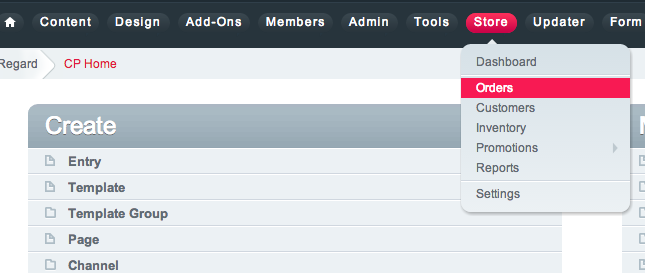 Content Design Add-Ons Members Admin Tools Store Updater Form
Regard CP Home
Dashboard
Orders
Customers
Inventory
Promotions
Reports
Settings
Create
Entry
Template
Template Group
Page
Channel